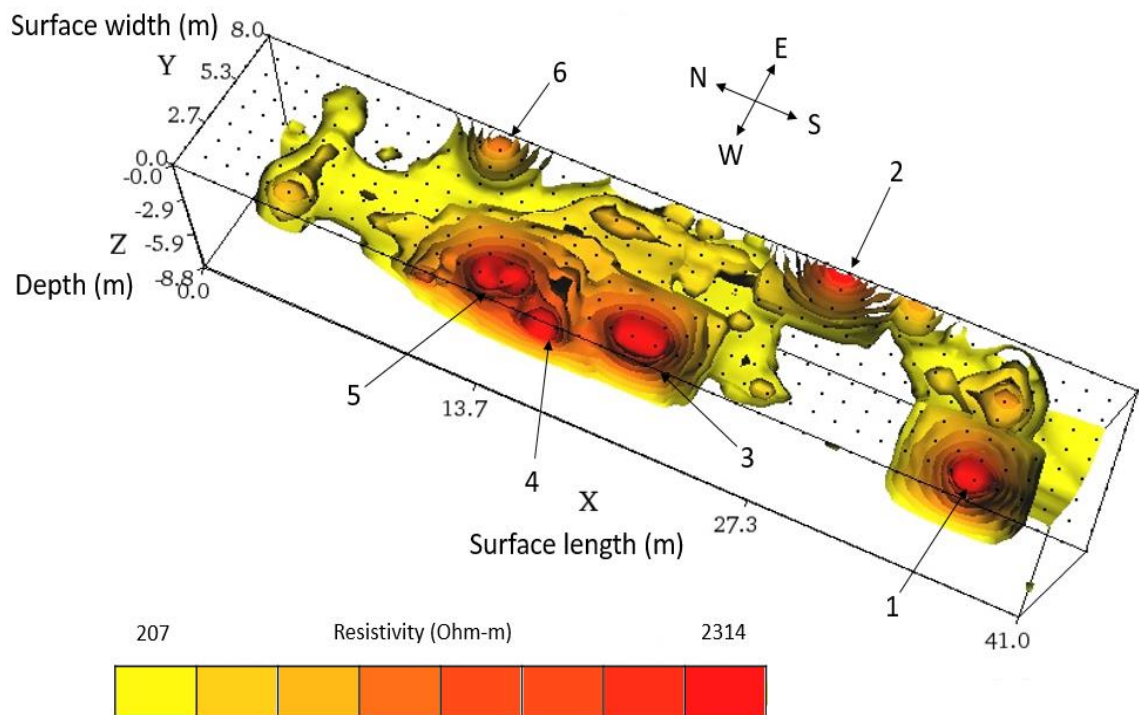 Surface width (m)
8.0
Y
5.3
2.7
0.0
-0.0
-2.9
Z
-5.9
Depth (m)
-8.8
0.0
6
E
N
S
W
2
5
13.7
4
X
3
Surface length (m)
27.3
1
41.0
207
Resistivity (Ohm-m)
2314